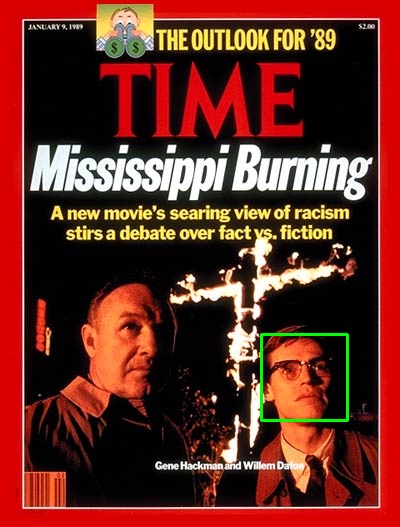 JANUARY 9, 1989
$2.00
$ $
THE OUTLOOK FOR '89
TIME
Mississippi Burning
A new movie's searing view of racism
stirs a debate over fact vs. fiction
Gene Hackman and Willem Dafoe